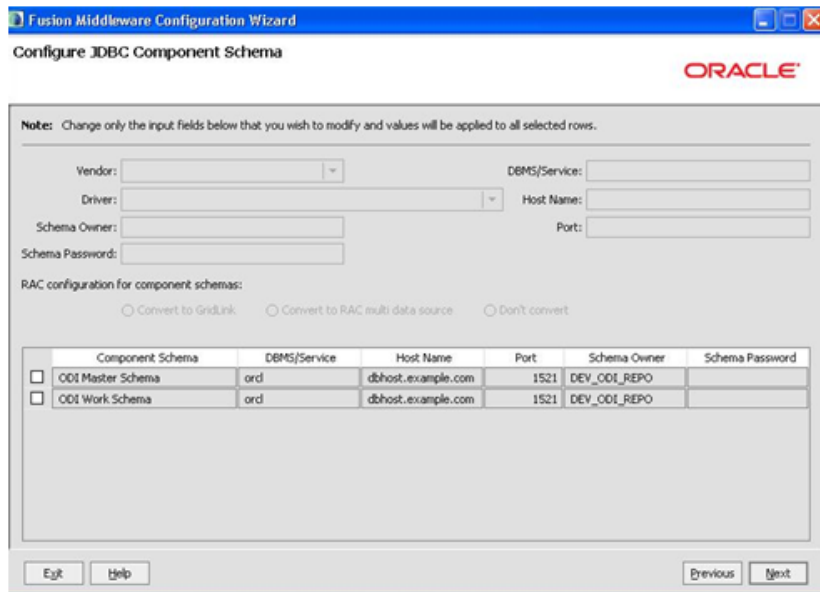 Fusion Middleware Configuration Wizard
Configure JDBC Component Schema
ORACLE
Note: Change only the input fields below that you wish to modify and values will be applied to all selected rows.
Vendor: DBMS/Service:
Driver: Host Name:
Schema Owner: Port:
Schema Password:
RAC configuration for component schemas:
Convert to GridLink Convert to RAC multi data source Don't convert
Component Schema DBMS/Service Host Name Port Schema Owner Schema Password
ODI Master Schema orcl dbhost.example.com 1521 DEV_ODI_REPO
ODI Work Schema orcl dbhost.example.com 1521 DEV_ODI_REPO
Exit Help Previous Next